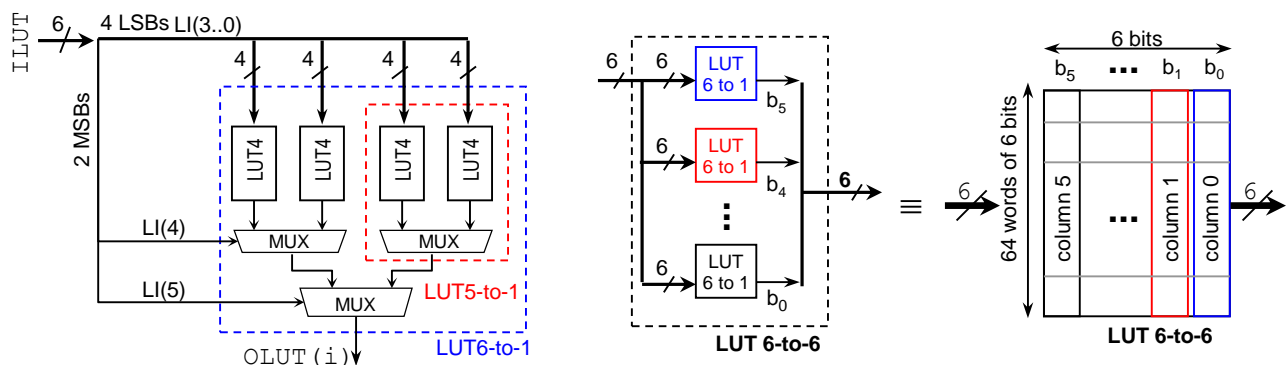 ILUT
6
4 LSBs LI(3..0)
4
4
4
4
2 MSBs
LUT4
LUT4
LUT4
LUT4
LI(4)
MUX
MUX
LI(5)
MUX
LUT5-to-1
LUT6-to-1
OLUT(i)
6
6
LUT
6 to 1
b5
6
LUT
6 to 1
b4
6
6
LUT
6 to 1
b0
LUT 6-to-6
≡
6 bits
b5
b1
b0
64 words of 6 bits
6
column 5
column 1
column 0
6
LUT 6-to-6